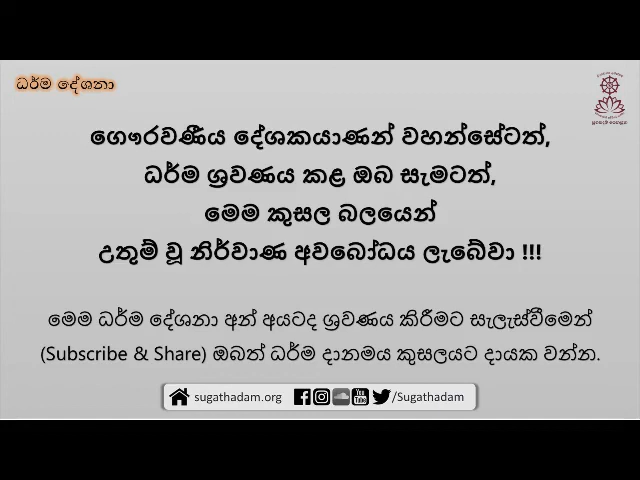 ධර්ම දේශනා
ගෞරවණීය දේශකයාණන් වහන්සේටත්,
ධර්ම ශ්‍රවණය කළ ඔබ සැමටත්,
මෙම කුසල බලයෙන්
උතුම් වූ නිර්වාණ අවබෝධය ලැබේවා !!!
මෙම ධර්ම දේශනා අන් අයටද ශ්‍රවණය කිරීමට සැලැස්වීමෙන්
(Subscribe & Share) ඔබත් ධර්ම දානමය කුසලයට දායක වන්න.
sugathadam.org /Sugathadam